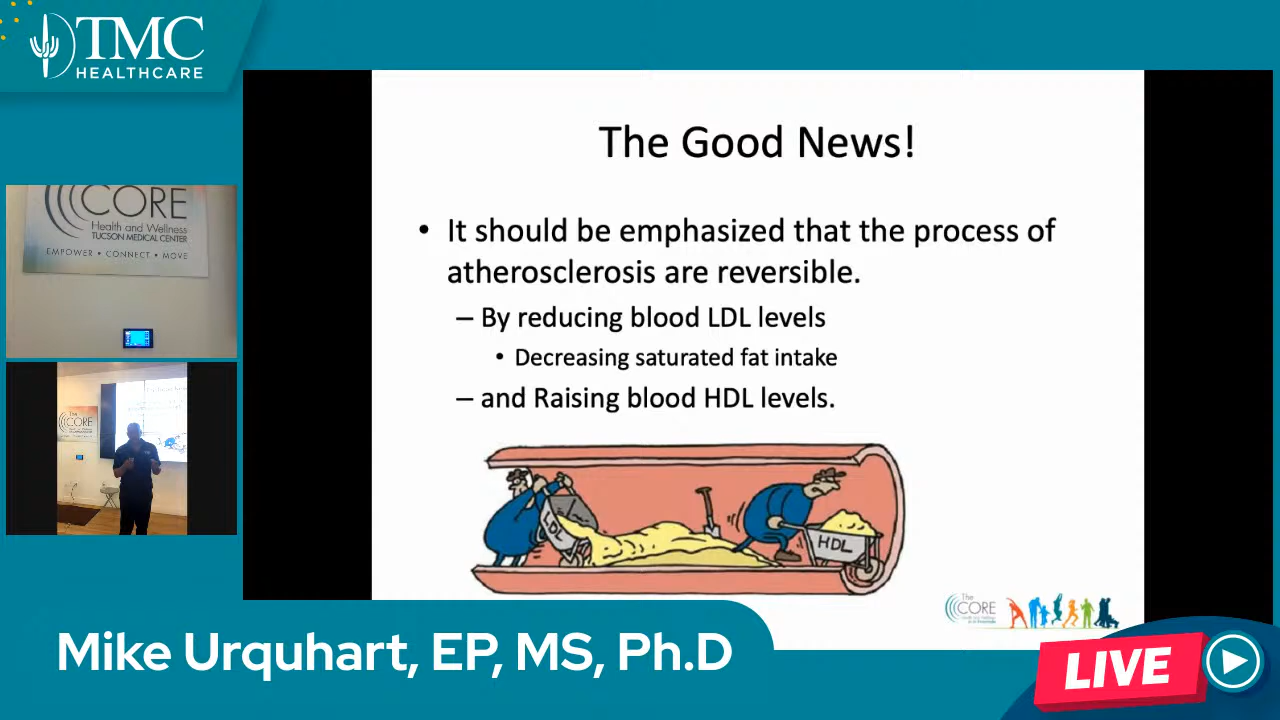 TMC
HEALTHCARE
CORE
Health and Wellness
TUCSON MEDICAL CENTER
EMPOWER • CONNECT • MOVE
The
CORE
The Good News!
• It should be emphasized that the process of
atherosclerosis are reversible.
– By reducing blood LDL levels
• Decreasing saturated fat intake
– and Raising blood HDL levels.
LDL
HDL
The
CORE
Mike Urquhart, EP, MS, Ph.D
LIVE